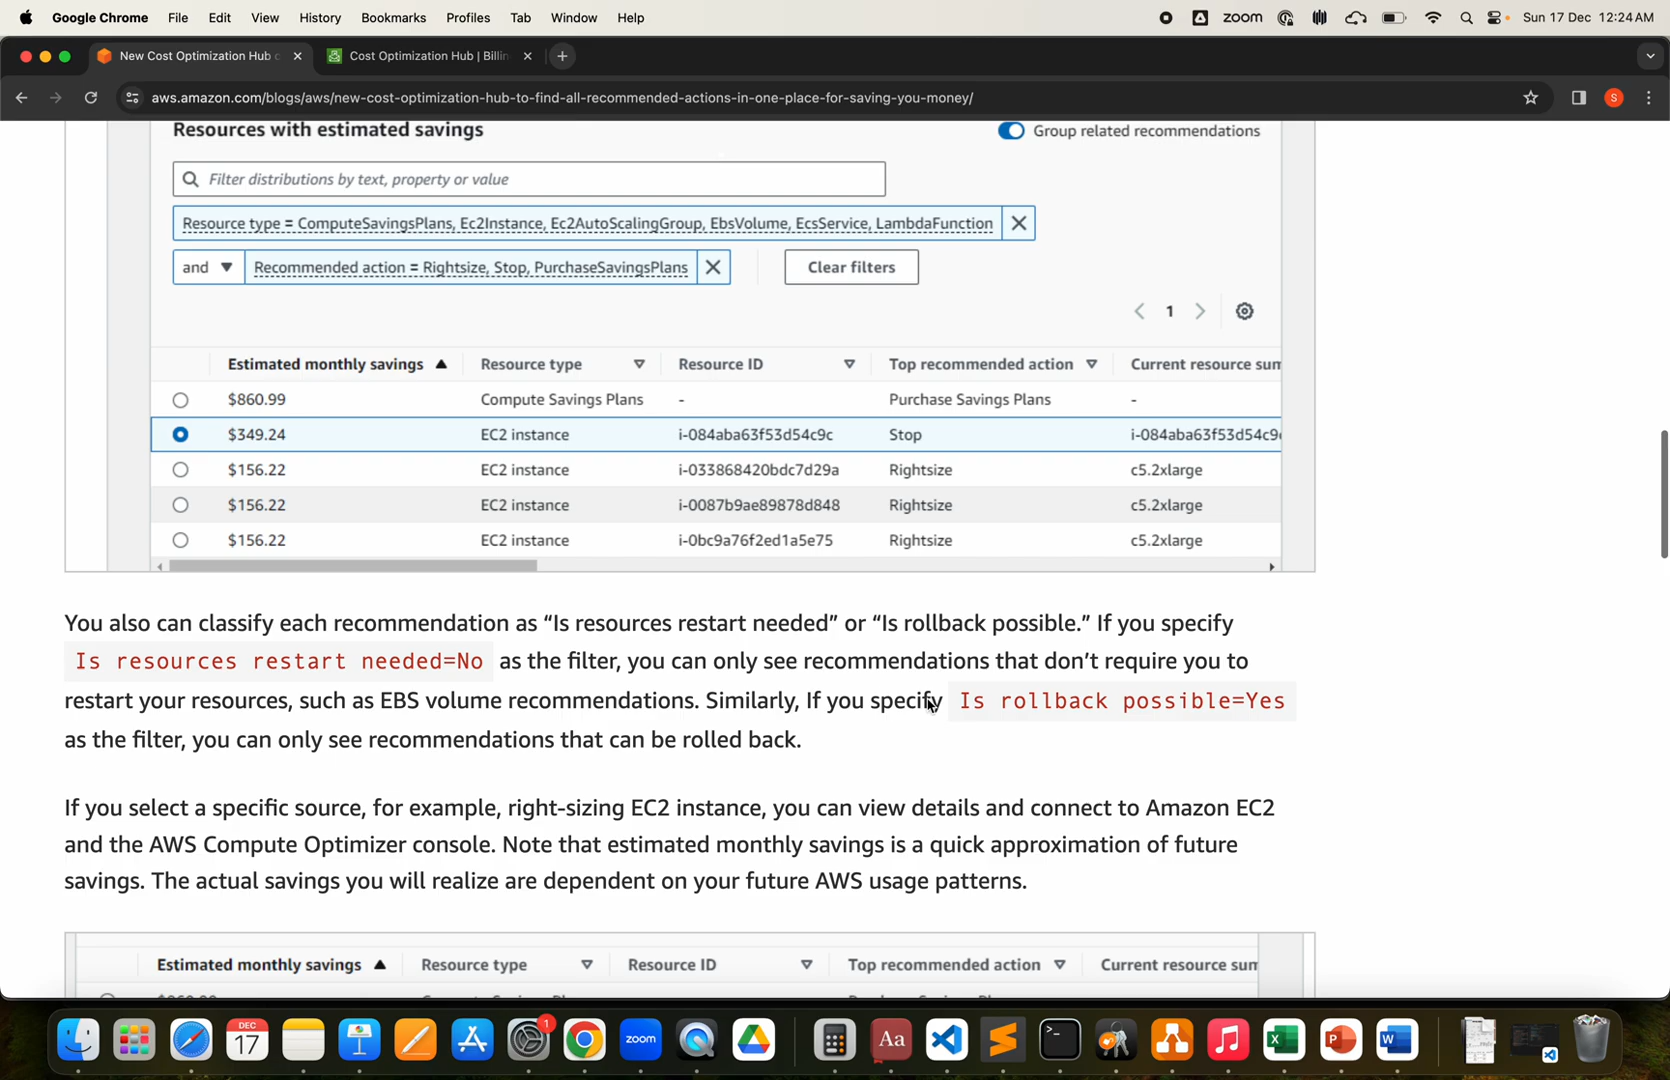 Google Chrome File Edit View History Bookmarks Profiles Tab Window Help zoom Sun 17 Dec 12:24 AM
New Cost Optimization Hub Cost Optimization Hub | Billin
aws.amazon.com/blogs/aws/new-cost-optimization-hub-to-find-all-recommended-actions-in-one-place-for-saving-you-money/ S
Resources with estimated savings Group related recommendations
Filter distributions by text, property or value
Resource type = ComputeSavingsPlans, Ec2Instance, Ec2AutoScalingGroup, EbsVolume, EcsService, LambdaFunction
and Recommended action = Rightsize, Stop, PurchaseSavingsPlans Clear filters
1
Estimated monthly savings Resource type Resource ID Top recommended action Current resource sum
$860.99 Compute Savings Plans - Purchase Savings Plans -
$349.24 EC2 instance i-084aba63f53d54c9c Stop i-084aba63f53d54c9
$156.22 EC2 instance i-033868420bdc7d29a Rightsize c5.2xlarge
$156.22 EC2 instance i-0087b9ae89878d848 Rightsize c5.2xlarge
$156.22 EC2 instance i-0bc9a76f2ed1a5e75 Rightsize c5.2xlarge
You also can classify each recommendation as “Is resources restart needed” or “Is rollback possible.” If you specify
Is resources restart needed=No as the filter, you can only see recommendations that don’t require you to
restart your resources, such as EBS volume recommendations. Similarly, If you specify Is rollback possible=Yes
as the filter, you can only see recommendations that can be rolled back.
If you select a specific source, for example, right-sizing EC2 instance, you can view details and connect to Amazon EC2
and the AWS Compute Optimizer console. Note that estimated monthly savings is a quick approximation of future
savings. The actual savings you will realize are dependent on your future AWS usage patterns.
Estimated monthly savings Resource type Resource ID Top recommended action Current resource sum
DEC
17
1
zoom
Aa